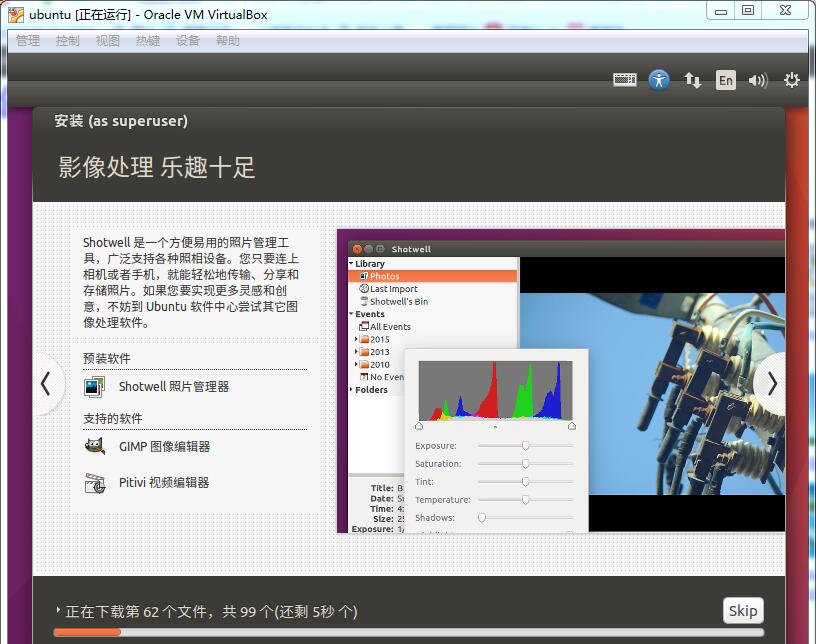 ubuntu [正在运行] - Oracle VM VirtualBox
管理 控制 视图 热键 设备 帮助
En
安装 (as superuser)
影像处理 乐趣十足
Shotwell 是一个方便易用的照片管理工
具，广泛支持各种照相设备。您只要连上
相机或者手机，就能轻松地传输、分享和
存储照片。如果您要实现更多灵感和创
意，不妨到 Ubuntu 软件中心尝试其它图
像处理软件。
预装软件
Shotwell 照片管理器
支持的软件
GIMP 图像编辑器
Pitivi 视频编辑器
Shotwell
Library
Photos
Last Import
Shotwell's Bin
Events
All Events
2015
2013
2010
No Even
Folders
Exposure:
Saturation:
Tint:
Temperature:
Shadows:
Title: B
Date: Su
Time: 4:
Size: 25
Exposure: 1/
正在下载第 62 个文件，共 99 个(还剩 5秒 个)
Skip